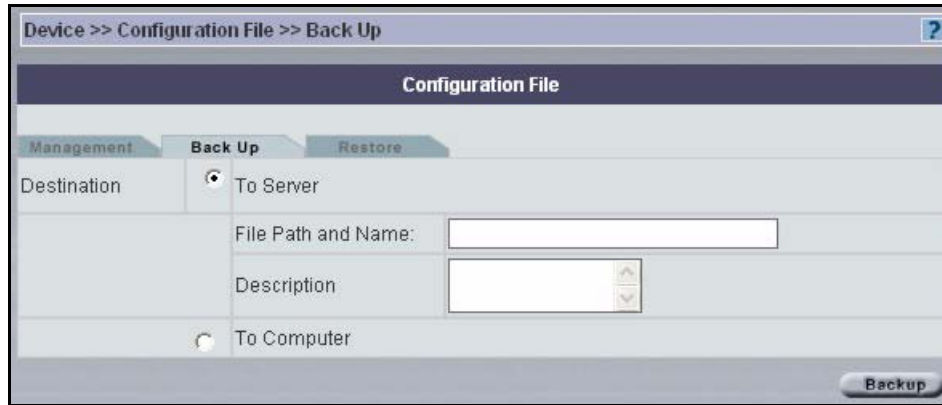 Device >> Configuration File >> Back Up ?
Configuration File
Management Back Up Restore
Destination To Server
File Path and Name:
Description
To Computer
Backup